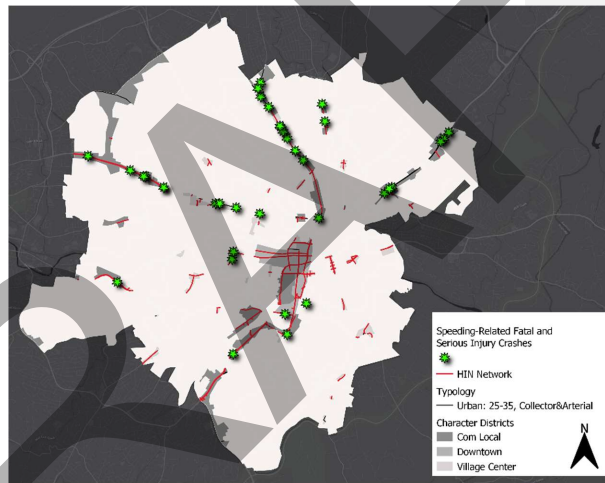 Speeding-Related Fatal and
Serious Injury Crashes
HIN Network
Typology
Urban: 25-35, Collector&Arterial
Character Districts
Com Local
Downtown
Village Center
N